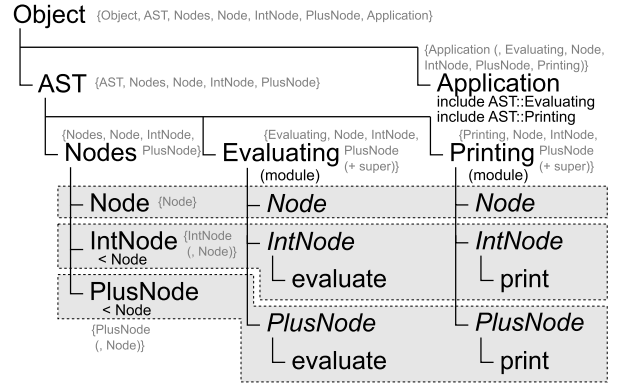 Object {Object, AST, Nodes, Node, IntNode, PlusNode, Application}
{Application (, Evaluating, Node,
IntNode, PlusNode, Printing)}
AST {AST, Nodes, Node, IntNode, PlusNode}
Application
include AST::Evaluating
include AST::Printing
{Nodes, Node, IntNode,
PlusNode}
Nodes
{Evaluating, Node, IntNode,
PlusNode
(+ super)}
Evaluating
(module)
{Printing, Node, IntNode,
PlusNode
(+ super)}
Printing
(module)
Node {Node}
Node
Node
IntNode {IntNode
(, Node)}
< Node
IntNode
evaluate
IntNode
print
PlusNode
< Node
{PlusNode
(, Node)}
PlusNode
evaluate
PlusNode
print